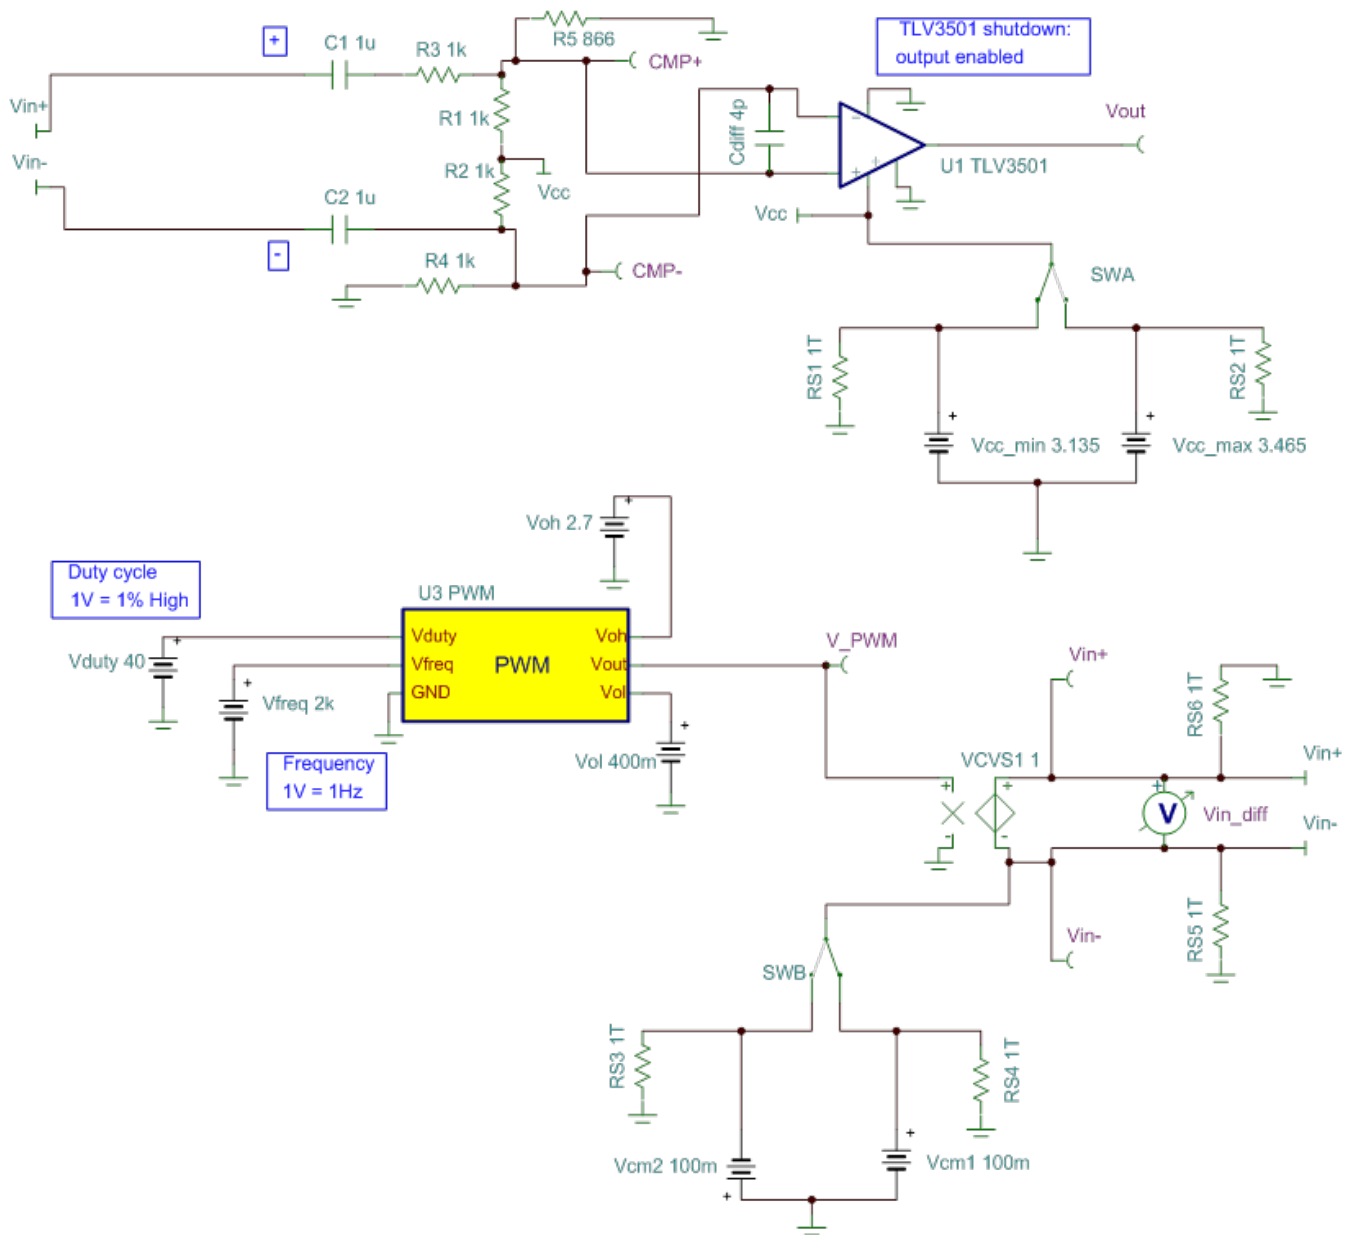 +
C1 1u
R3 1k
R5 866
CMP+
TLV3501 shutdown:
output enabled
Vin+
R1 1k
Cdiff 4p
Vout
Vin-
R2 1k
Vcc
U1 TLV3501
C2 1u
Vcc
-
R4 1k
CMP-
SWA
RS1 1T
RS2 1T
+
+
Vcc_min 3.135
Vcc_max 3.465
+
Voh 2.7
Duty cycle
1V = 1% High
U3 PWM
+
Vduty
Voh
V_PWM
Vduty 40
Vfreq
PWM
Vout
Vin+
+
GND
Vol
Vfreq 2k
+
RS6 1T
Frequency
1V = 1Hz
Vol 400m
VCVS1 1
Vin+
+
+
+
V
Vin_diff
Vin-
-
-
Vin-
RS5 1T
SWB
RS3 1T
RS4 1T
+
Vcm2 100m
Vcm1 100m
+